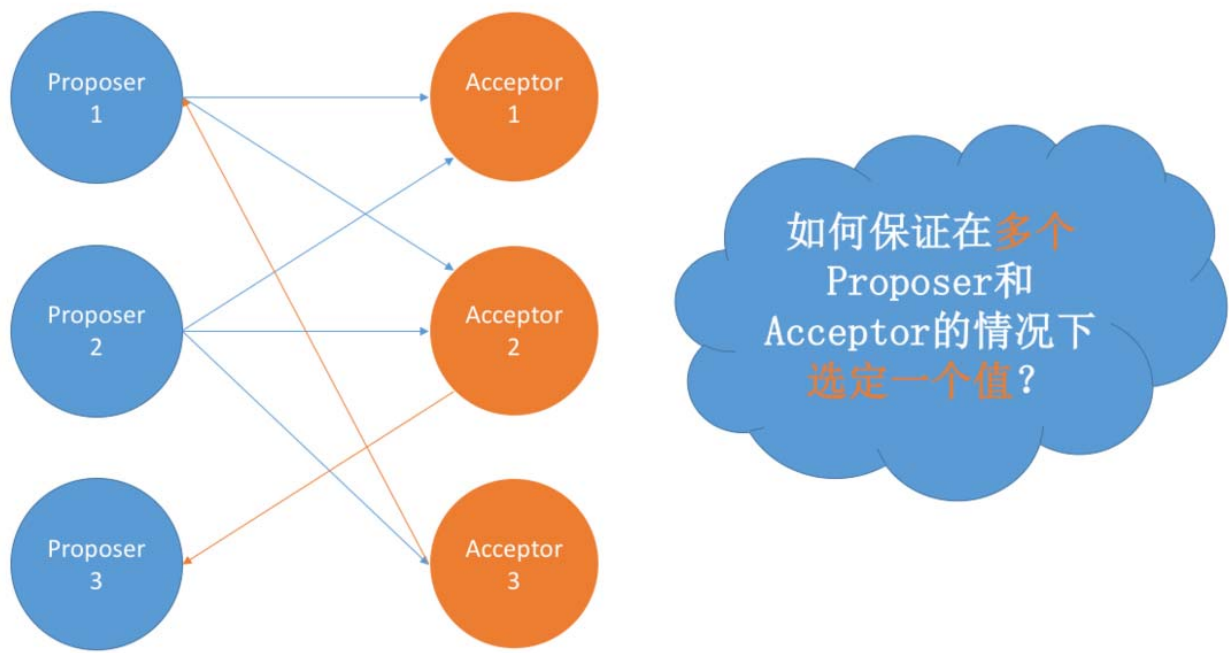 Proposer
1
Acceptor
1
Proposer
2
Acceptor
2
Proposer
3
Acceptor
3
如何保证在多个
Proposer和
Acceptor的情况下
选定一个值？